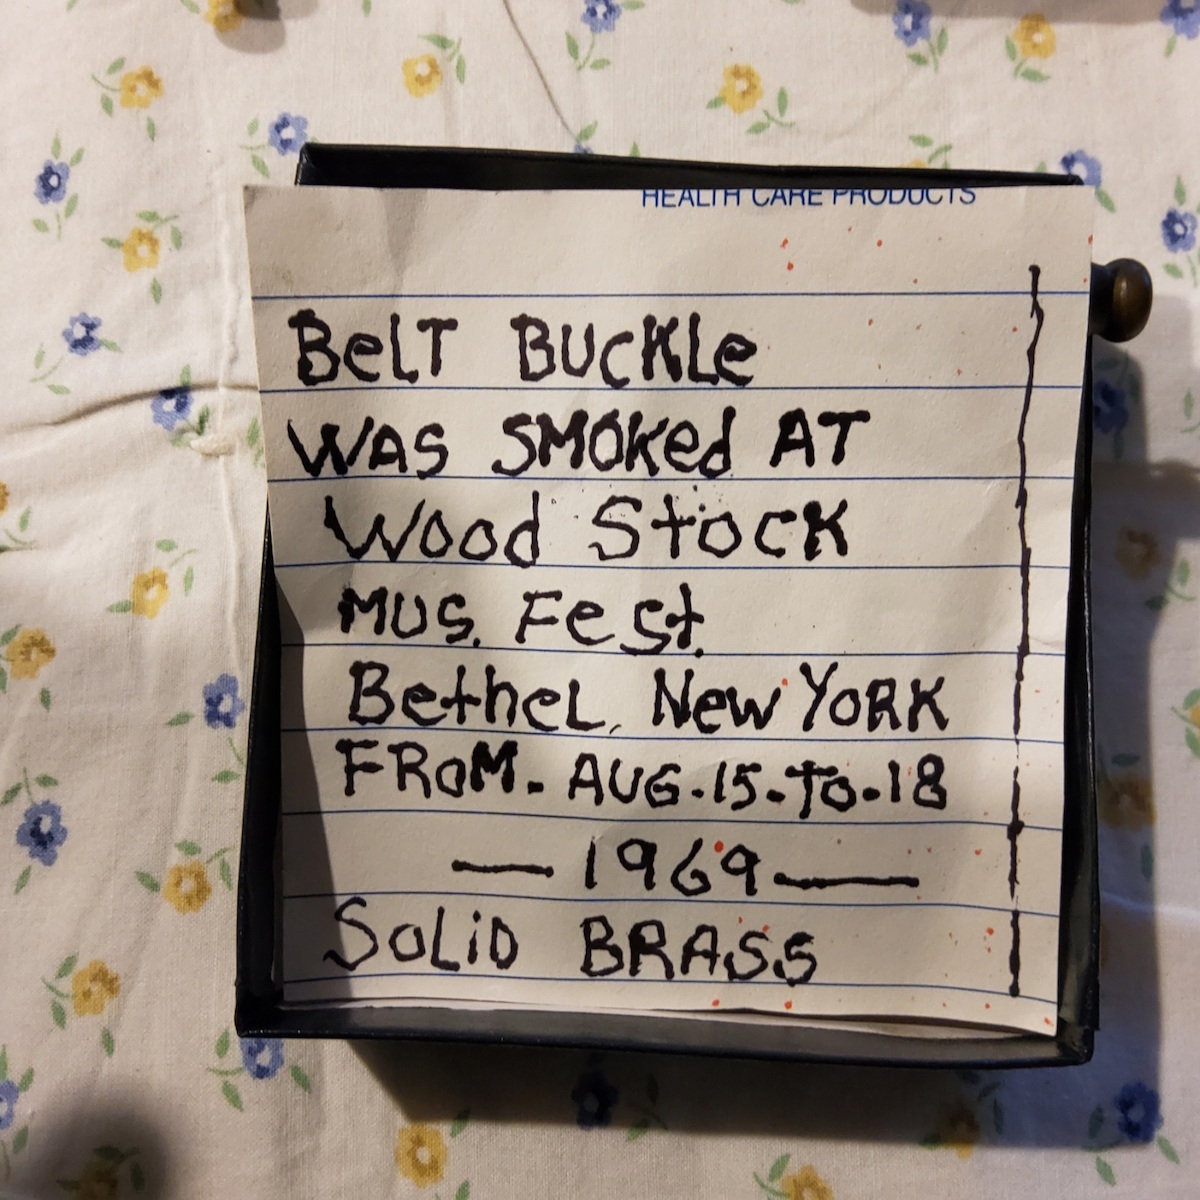 HEALTH CARE PRODUCTS
BeLT BUcKLe
WAS SMOKed AT
Wood StocK
MUS. Fest.
BetheL, New YoRK
FRoM. AUG.15.To.18
— 1969 —
SoLiD BRASS